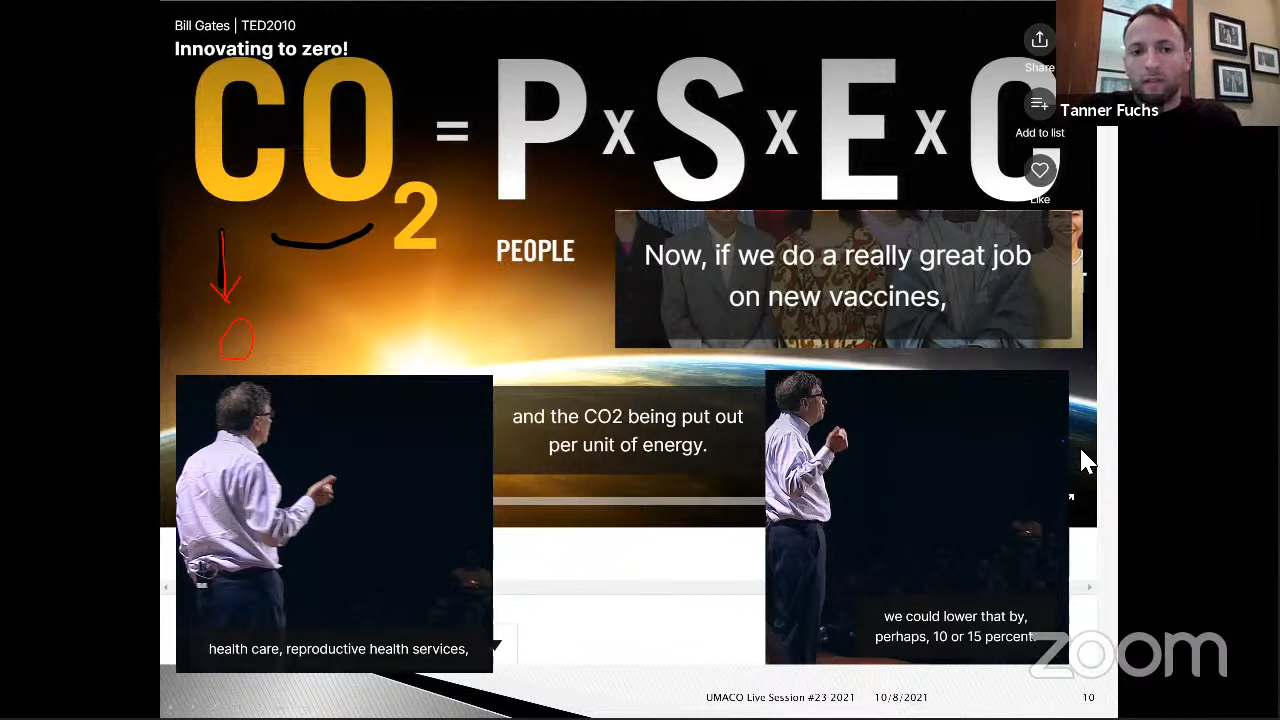 Bill Gates | TED2010
Innovating to zero!
CO2 = P x S x E x C
Share
Tanner Fuchs
Add to list
Like
PEOPLE
Now, if we do a really great job
on new vaccines,
and the CO2 being put out
per unit of energy.
health care, reproductive health services,
we could lower that by,
perhaps, 10 or 15 percent.
zoom
UMACO Live Session #23 2021
10/8/2021
10